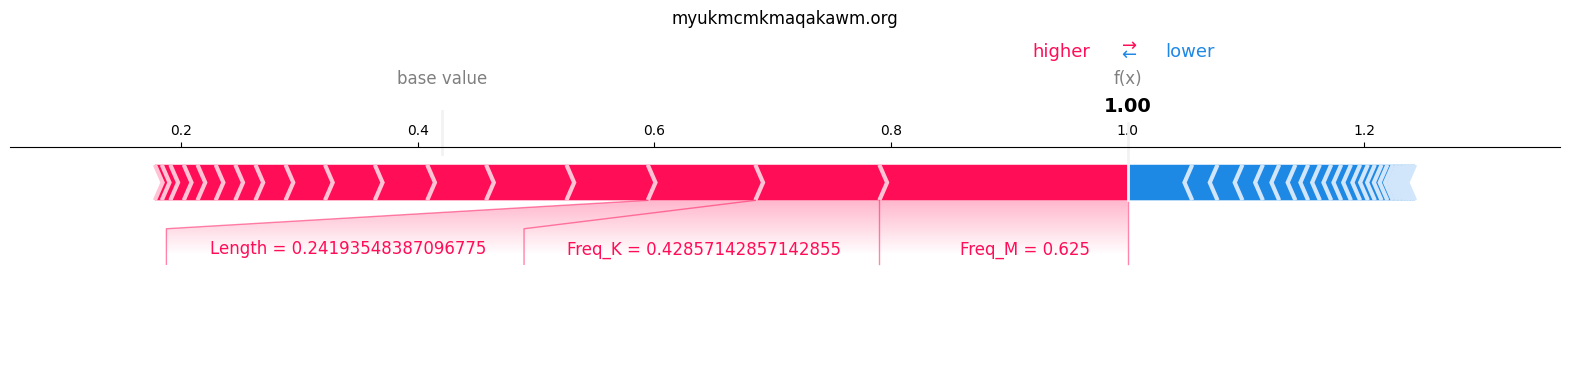 myukmcmkmaqakawm.org
higher ⇄ lower
base value
f(x)
1.00
0.2 0.4 0.6 0.8 1.0 1.2
Length = 0.24193548387096775
Freq_K = 0.42857142857142855
Freq_M = 0.625